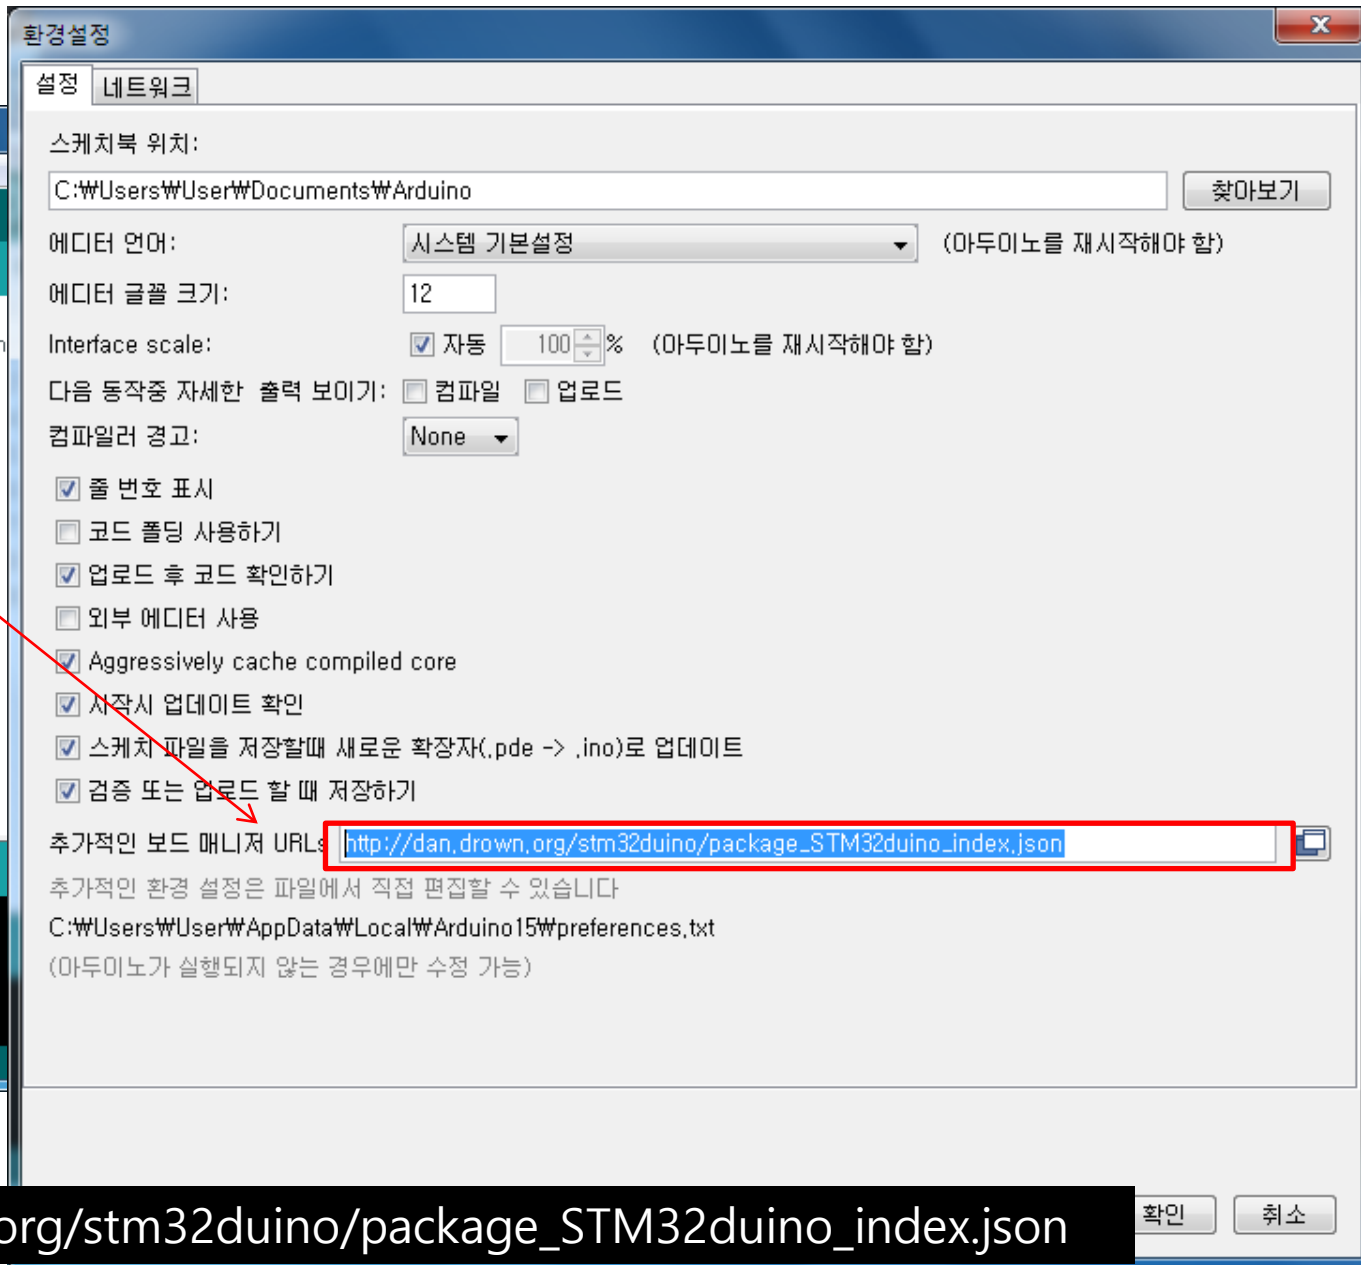 환경설정
설정 네트워크
스케치북 위치:
C:₩Users₩User₩Documents₩Arduino 찾아보기
에디터 언어: 시스템 기본설정 (아두이노를 재시작해야 함)
에디터 글꼴 크기: 12
Interface scale: 자동 100 % (아두이노를 재시작해야 함)
다음 동작중 자세한 출력 보이기: 컴파일 업로드
컴파일러 경고: None
줄 번호 표시
코드 폴딩 사용하기
업로드 후 코드 확인하기
외부 에디터 사용
Aggressively cache compiled core
시작시 업데이트 확인
스케치 파일을 저장할때 새로운 확장자(.pde -> .ino)로 업데이트
검증 또는 업로드 할 때 저장하기
추가적인 보드 매니저 URLs http://dan.drown.org/stm32duino/package_STM32duino_index.json
추가적인 환경 설정은 파일에서 직접 편집할 수 있습니다
C:₩Users₩User₩AppData₩Local₩Arduino15₩preferences.txt
(아두이노가 실행되지 않는 경우에만 수정 가능)
org/stm32duino/package_STM32duino_index.json 확인 취소